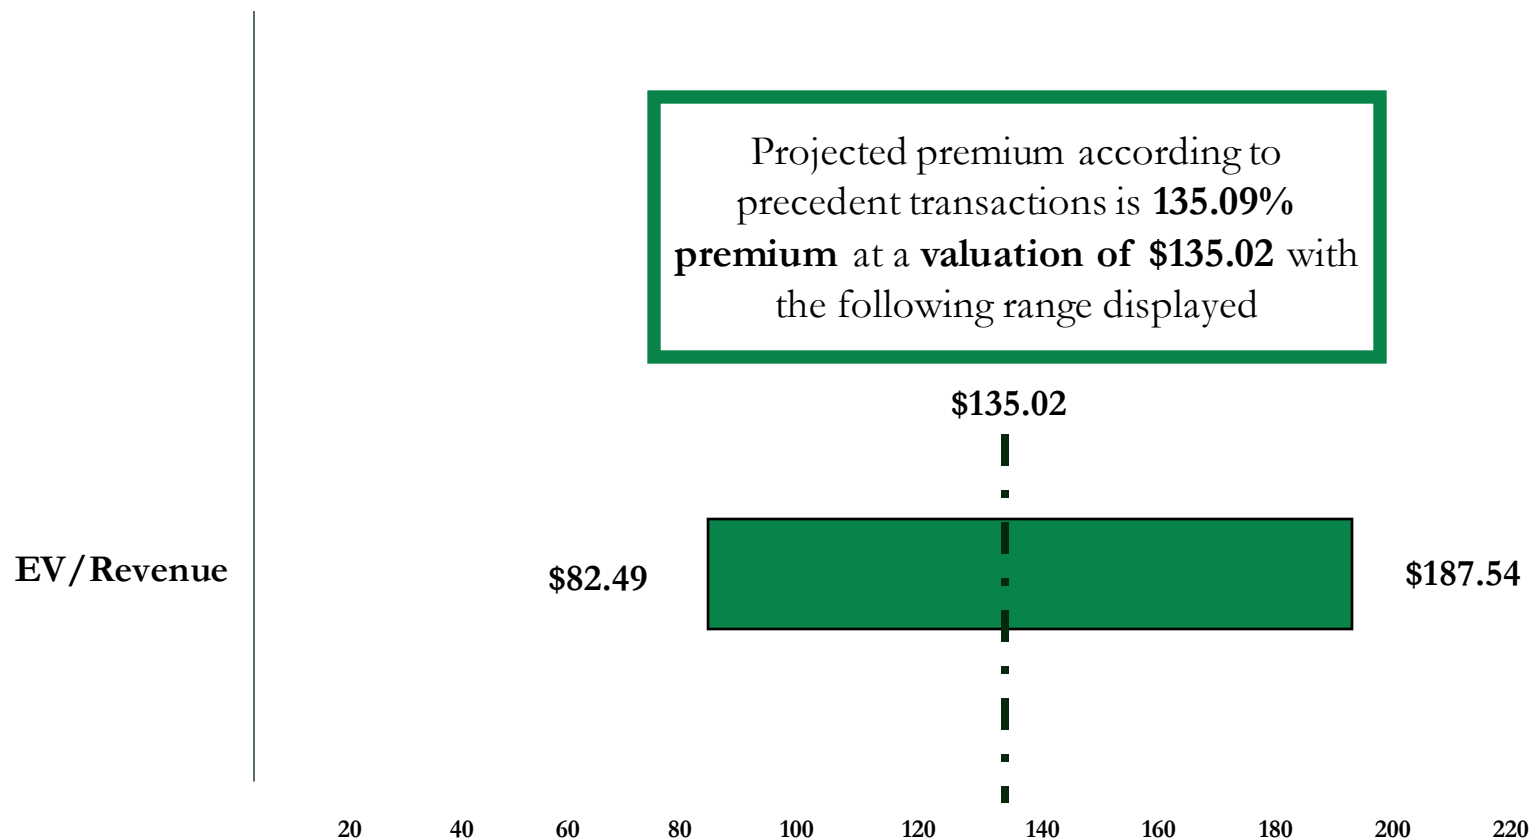 Projected premium according to
precedent transactions is 135.09%
premium at a valuation of $135.02 with
the following range displayed
$135.02
EV/Revenue
$82.49
$187.54
20 40 60 80 100 120 140 160 180 200 220